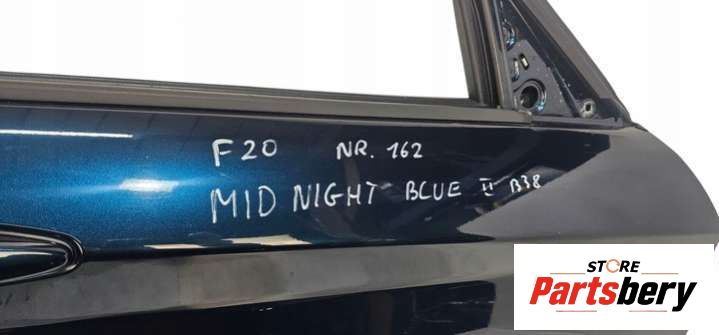 F20 NR. 162
MID NIGHT BLUE II B38
STORE
Partsbery